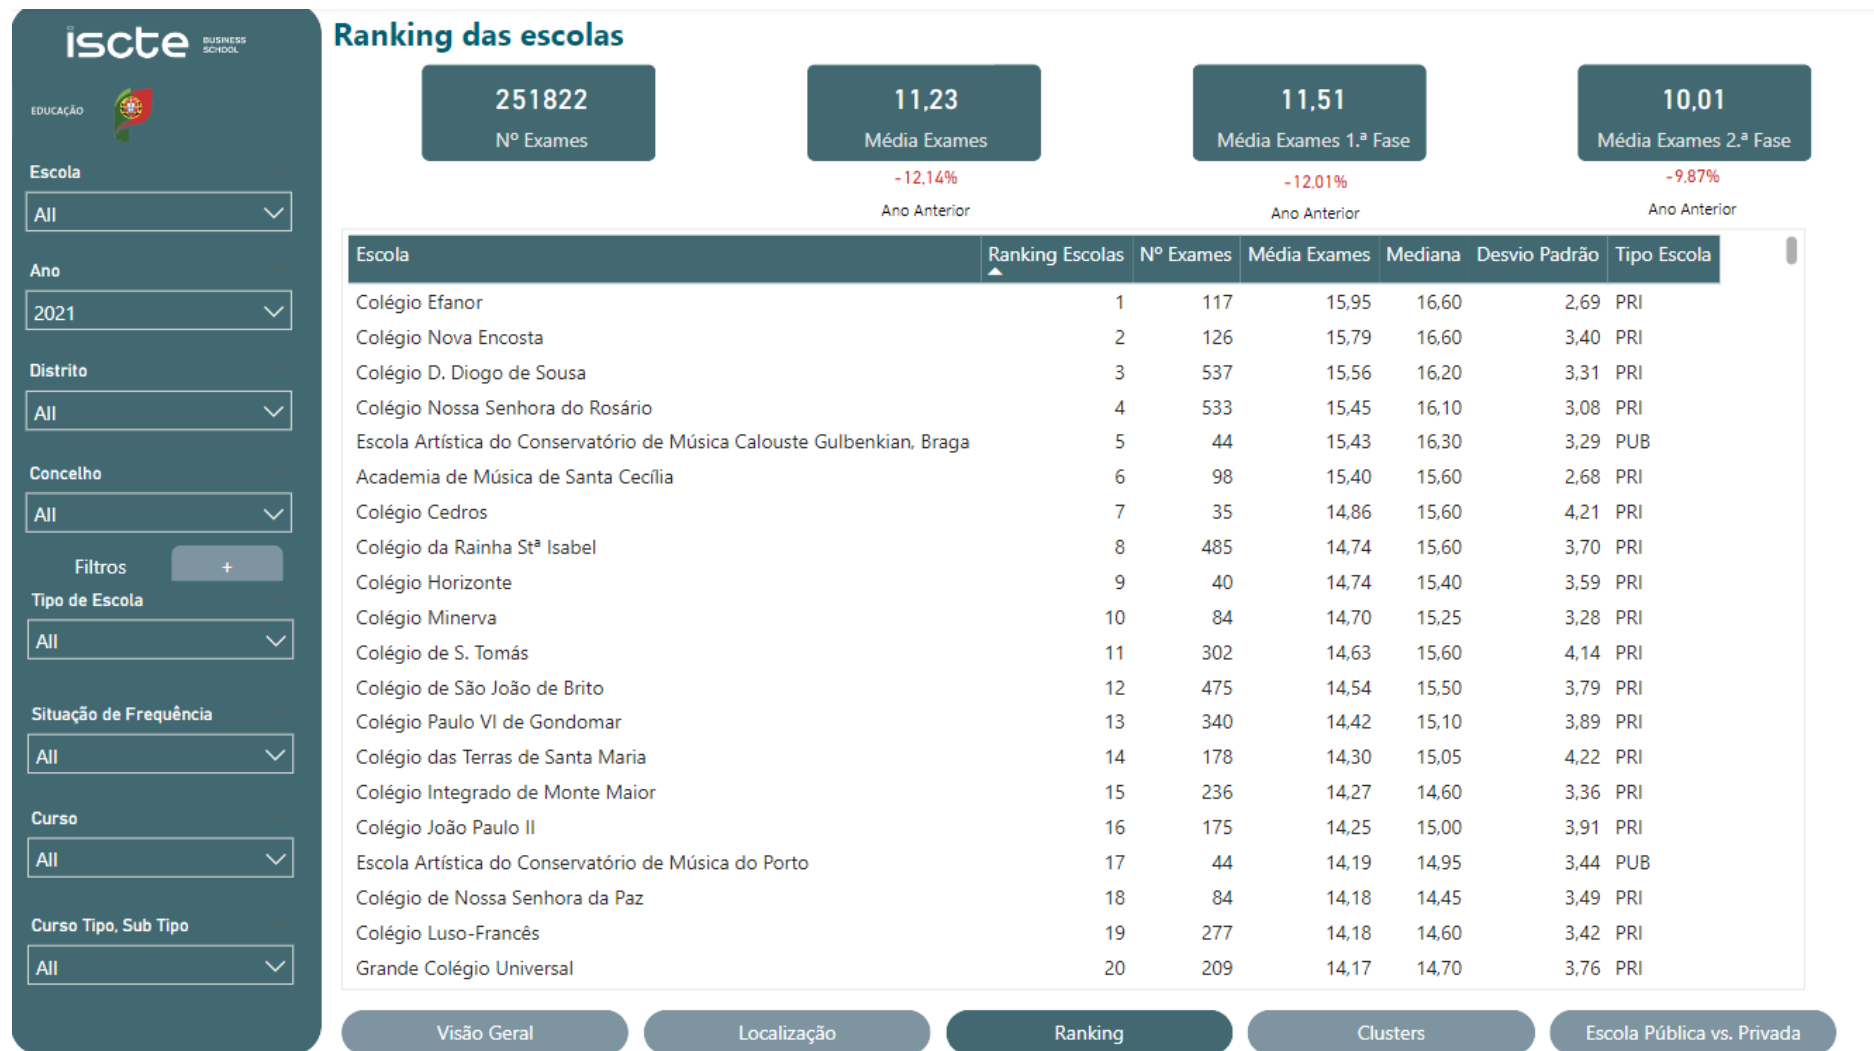 iscte BUSINESS SCHOOL
EDUCAÇÃO
Escola
All
Ano
2021
Distrito
All
Concelho
All
Filtros +
Tipo de Escola
All
Situação de Frequência
All
Curso
All
Curso Tipo, Sub Tipo
All
Ranking das escolas
251822
Nº Exames
11,23
Média Exames
-12,14%
Ano Anterior
11,51
Média Exames 1.ª Fase
-12,01%
Ano Anterior
10,01
Média Exames 2.ª Fase
-9,87%
Ano Anterior
Escola Ranking Escolas Nº Exames Média Exames Mediana Desvio Padrão Tipo Escola
Colégio Efanor 1 117 15,95 16,60 2,69 PRI
Colégio Nova Encosta 2 126 15,79 16,60 3,40 PRI
Colégio D. Diogo de Sousa 3 537 15,56 16,20 3,31 PRI
Colégio Nossa Senhora do Rosário 4 533 15,45 16,10 3,08 PRI
Escola Artística do Conservatório de Música Calouste Gulbenkian, Braga 5 44 15,43 16,30 3,29 PUB
Academia de Música de Santa Cecília 6 98 15,40 15,60 2,68 PRI
Colégio Cedros 7 35 14,86 15,60 4,21 PRI
Colégio da Rainha Stª Isabel 8 485 14,74 15,60 3,70 PRI
Colégio Horizonte 9 40 14,74 15,40 3,59 PRI
Colégio Minerva 10 84 14,70 15,25 3,28 PRI
Colégio de S. Tomás 11 302 14,63 15,60 4,14 PRI
Colégio de São João de Brito 12 475 14,54 15,50 3,79 PRI
Colégio Paulo VI de Gondomar 13 340 14,42 15,10 3,89 PRI
Colégio das Terras de Santa Maria 14 178 14,30 15,05 4,22 PRI
Colégio Integrado de Monte Maior 15 236 14,27 14,60 3,36 PRI
Colégio João Paulo II 16 175 14,25 15,00 3,91 PRI
Escola Artística do Conservatório de Música do Porto 17 44 14,19 14,95 3,44 PUB
Colégio de Nossa Senhora da Paz 18 84 14,18 14,45 3,49 PRI
Colégio Luso-Francês 19 277 14,18 14,60 3,42 PRI
Grande Colégio Universal 20 209 14,17 14,70 3,76 PRI
Visão Geral Localização Ranking Clusters Escola Pública vs. Privada